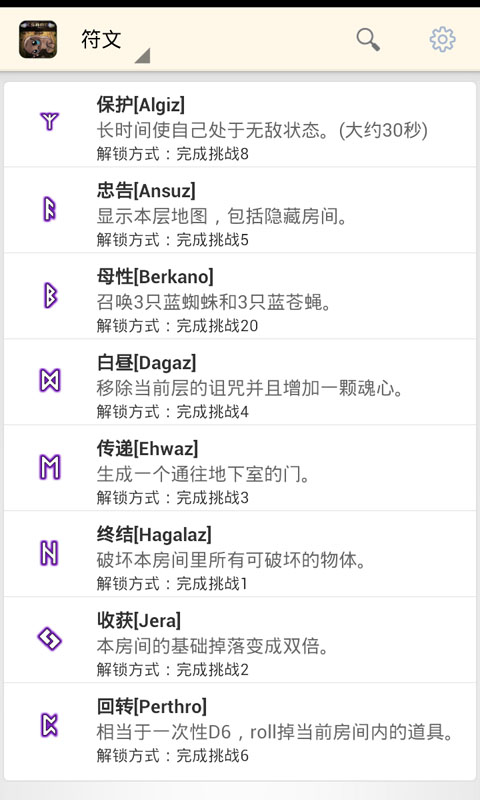 符文
保护[Algiz]
长时间使自己处于无敌状态。(大约30秒)
解锁方式：完成挑战8
忠告[Ansuz]
显示本层地图，包括隐藏房间。
解锁方式：完成挑战5
母性[Berkano]
召唤3只蓝蜘蛛和3只蓝苍蝇。
解锁方式：完成挑战20
白昼[Dagaz]
移除当前层的诅咒并且增加一颗魂心。
解锁方式：完成挑战4
传递[Ehwaz]
生成一个通往地下室的门。
解锁方式：完成挑战3
终结[Hagalaz]
破坏本房间里所有可破坏的物体。
解锁方式：完成挑战1
收获[Jera]
本房间的基础掉落变成双倍。
解锁方式：完成挑战2
回转[Perthro]
相当于一次性D6，roll掉当前房间内的道具。
解锁方式：完成挑战6